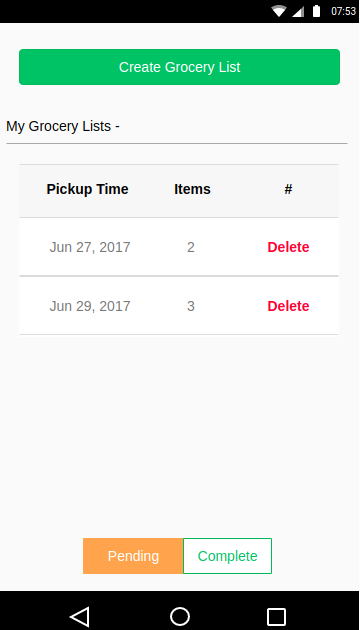 07:53
Create Grocery List
My Grocery Lists -
Pickup Time Items #
Jun 27, 2017 2 Delete
Jun 29, 2017 3 Delete
Pending Complete